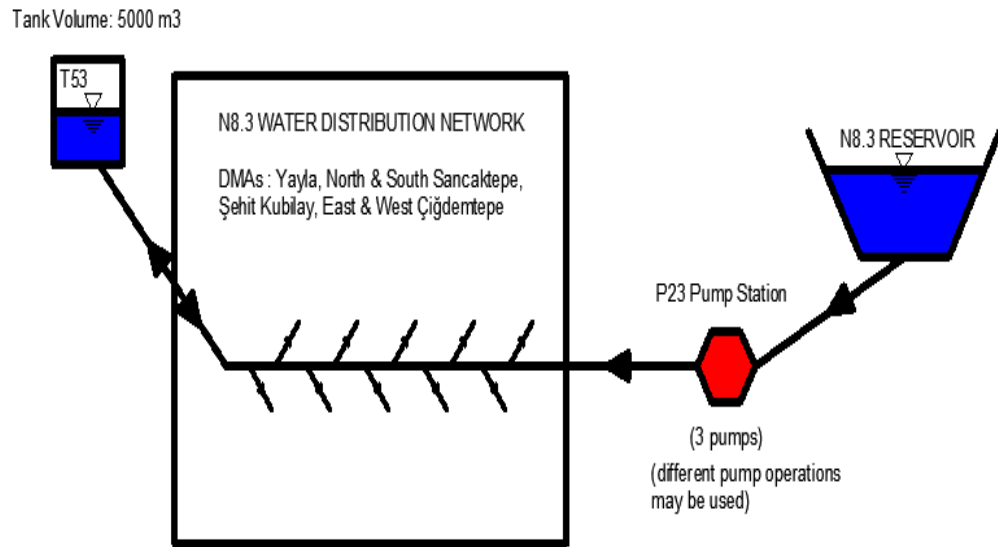 Tank Volume: 5000 m3
T53
N8.3 WATER DISTRIBUTION NETWORK
DMAs : Yayla, North & South Sancaktepe,
Şehit Kubilay, East & West Çiğdemtepe
N8.3 RESERVOIR
P23 Pump Station
(3 pumps)
(different pump operations
may be used)